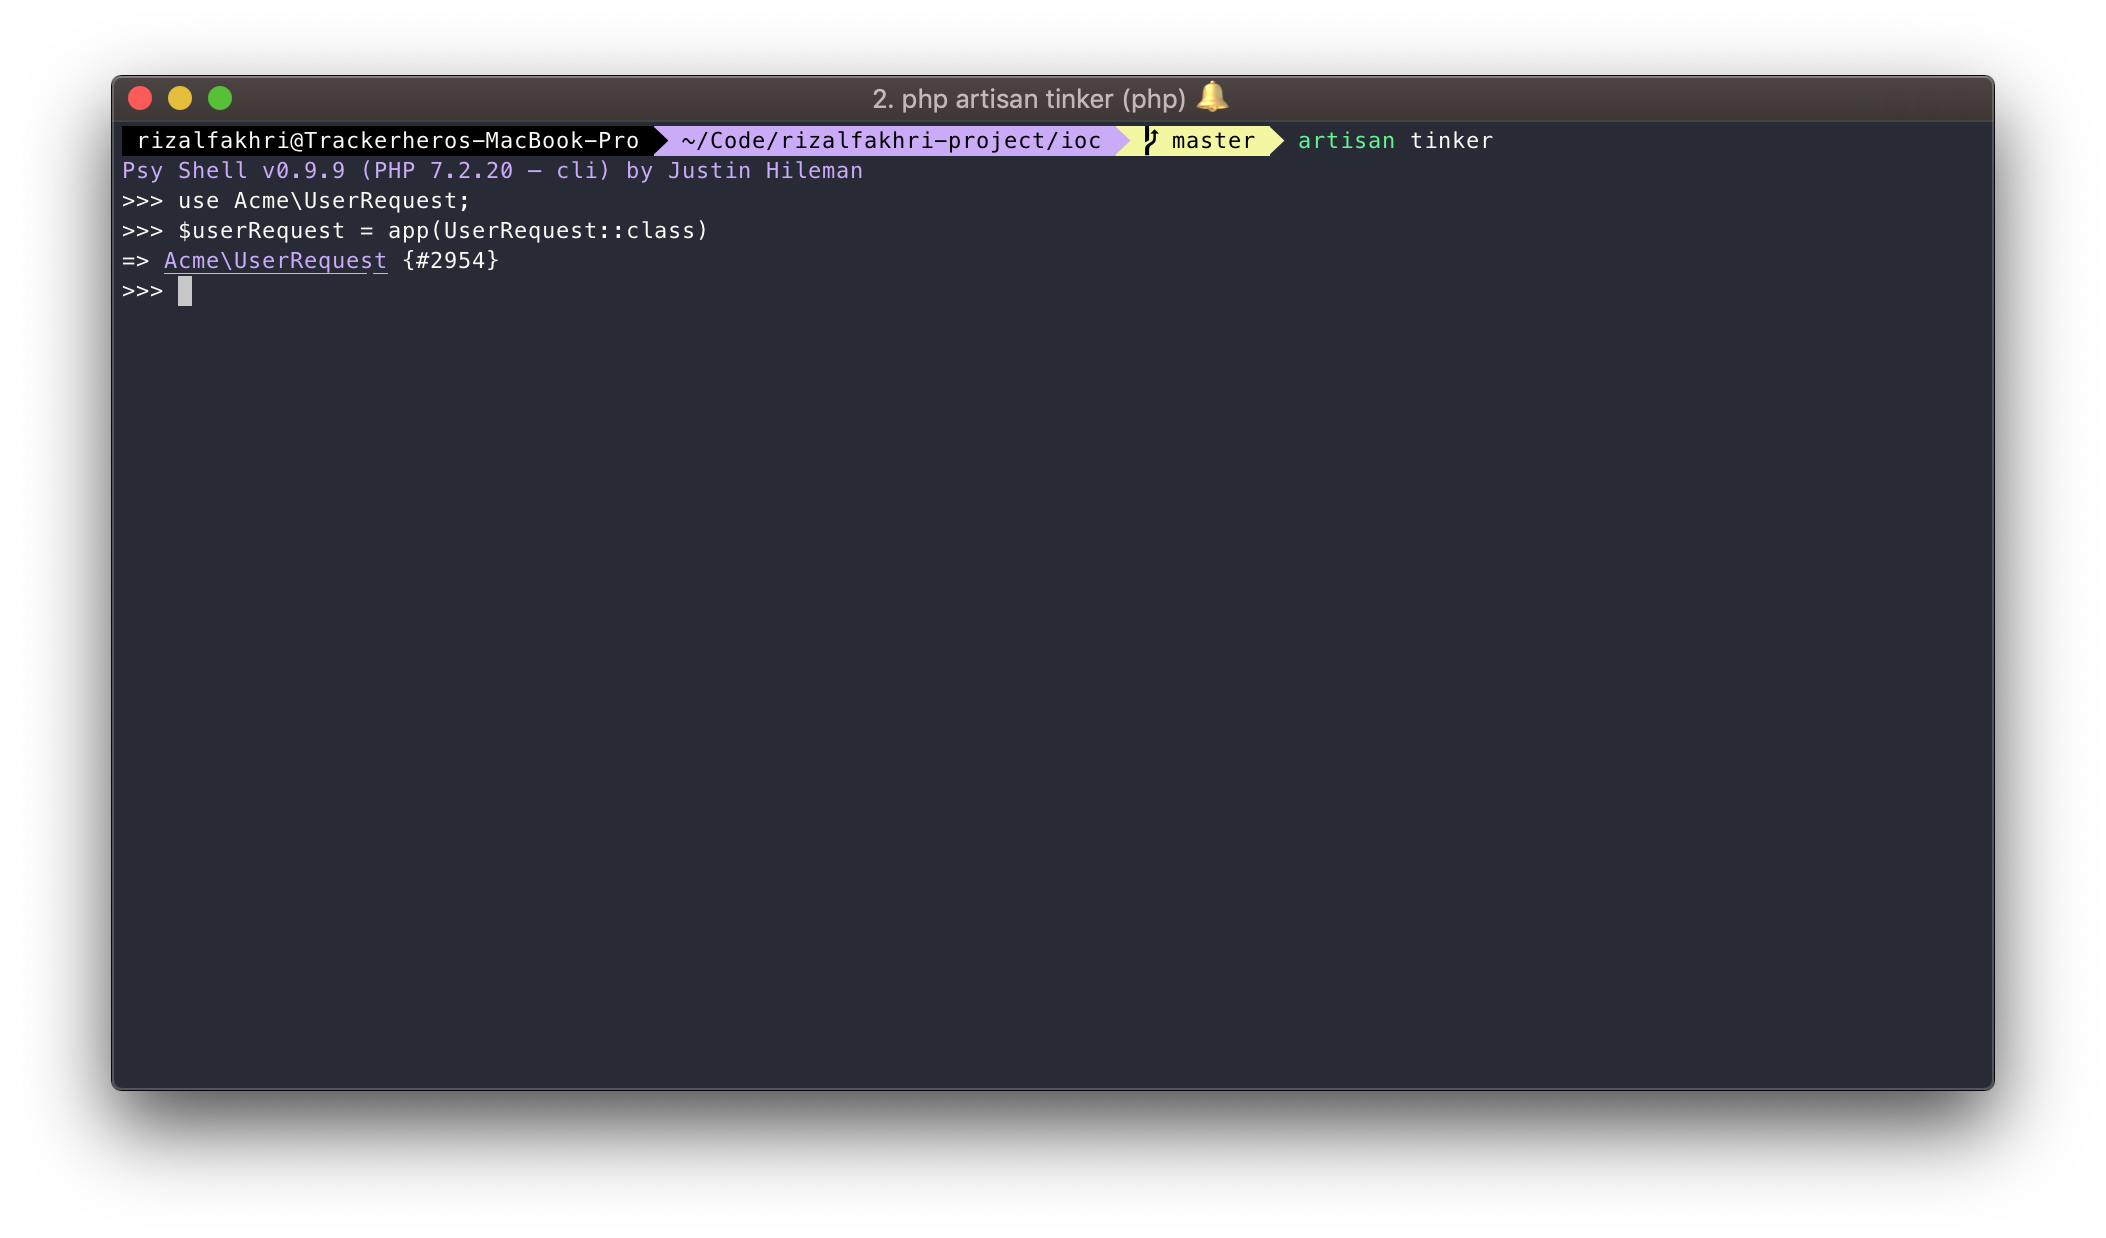 2. php artisan tinker (php) 🔔
rizalfakhri@Trackerheros-MacBook-Pro ~/Code/rizalfakhri-project/ioc master artisan tinker
Psy Shell v0.9.9 (PHP 7.2.20 — cli) by Justin Hileman
>>> use Acme\UserRequest;
>>> $userRequest = app(UserRequest::class)
=> Acme\UserRequest {#2954}
>>>